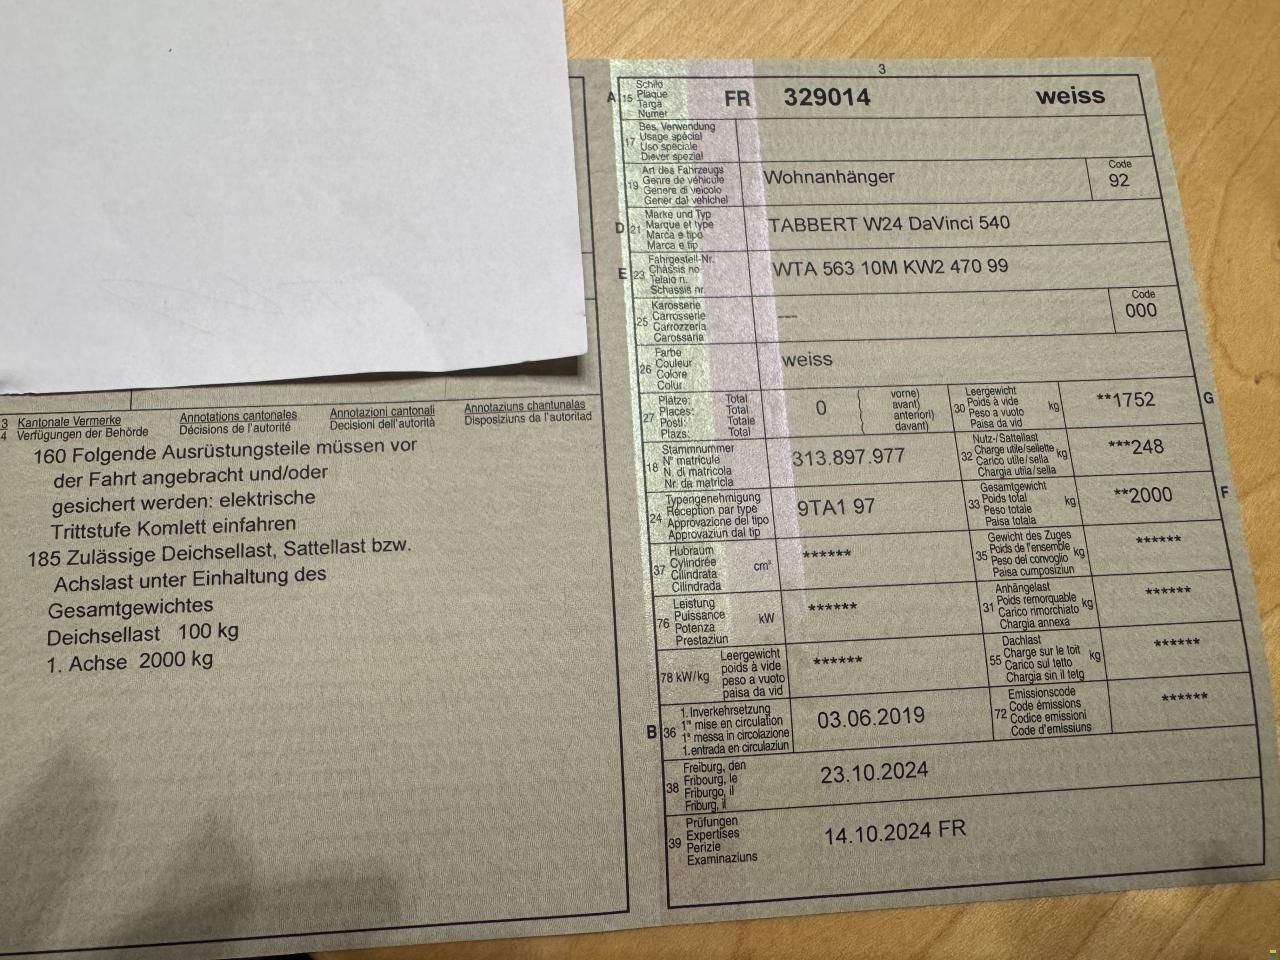 3 Kantonale Vermerke Annotations cantonales Annotazioni cantonali Annotaziuns chantunalas
4 Verfügungen der Behörde Décisions de l'autorité Decisioni dell'autorità Disposiziuns da l'autoritad
160 Folgende Ausrüstungsteile müssen vor
der Fahrt angebracht und/oder
gesichert werden: elektrische
Trittstufe Komlett einfahren
185 Zulässige Deichsellast, Sattellast bzw.
Achslast unter Einhaltung des
Gesamtgewichtes
Deichsellast 100 kg
1. Achse 2000 kg
3
A 15 Schild
Plaque
Targa
Numer
FR 329014 weiss
17 Bes. Verwendung
Usage spécial
Uso speciale
Diever spezial
19 Art des Fahrzeugs
Genre de véhicule
Genere di veicolo
Gener dal vehichel
Wohnanhänger
Code
92
D 21 Marke und Typ
Marque et type
Marca e tipo
Marca e tip
TABBERT W24 DaVinci 540
E 23 Fahrgestell-Nr.
Châssis no
Telaio n.
Schassis nr.
WTA 563 10M KW2 470 99
25 Karosserie
Carrosserie
Carrozzeria
Carossaria
---
Code
000
26 Farbe
Couleur
Colore
Colur
weiss
27 Plätze: Total
Places: Total
Posti: Totale
Plazs: Total
0
( vorne)
( avant)
( anteriori)
( davant)
30 Leergewicht
Poids à vide
Peso a vuoto
Paisa da vid
kg
**1752
G
18 Stammnummer
N° matricule
N. di matricola
Nr. da matricla
313.897.977
32 Nutz-/Sattellast
Charge utile/sellette
Carico utile/sella
Chargia utila/sella
kg
***248
24 Typengenehmigung
Réception par type
Approvazione del tipo
Approvaziun dal tip
9TA1 97
33 Gesamtgewicht
Poids total
Peso totale
Paisa totala
kg
**2000
F
37 Hubraum
Cylindrée
Cilindrata
Cilindrada
cm³
******
35 Gewicht des Zuges
Poids de l'ensemble
Peso del convoglio
Paisa cumposiziun
kg
******
76 Leistung
Puissance
Potenza
Prestaziun
kW
******
31 Anhängelast
Poids remorquable
Carico rimorchiato
Chargia annexa
kg
******
78 kW/kg
Leergewicht
poids à vide
peso a vuoto
paisa da vid
******
55 Dachlast
Charge sur le toit
Carico sul tetto
Chargia sin il tetg
kg
******
B 36 1. Inverkehrsetzung
1re mise en circulation
1a messa in circolazione
1. entrada en circulaziun
03.06.2019
72 Emissionscode
Code émissions
Codice emissioni
Code d'emissiuns
******
38 Freiburg, den
Fribourg, le
Friburgo, il
Friburg, il
23.10.2024
39 Prüfungen
Expertises
Perizie
Examinaziuns
14.10.2024 FR